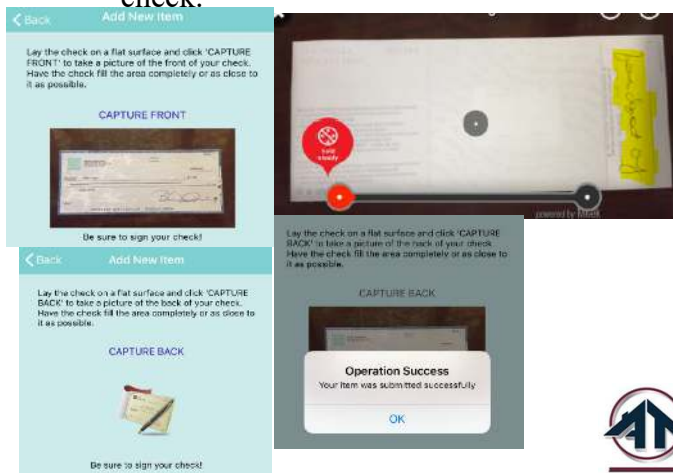 check.
Back Add New Item
Lay the check on a flat surface and click 'CAPTURE
FRONT' to take a picture of the front of your check.
Have the check fill the area completely or as close to
it as possible.
CAPTURE FRONT
Be sure to sign your check!
hold
steady
powered by Mitek
Back Add New Item
Lay the check on a flat surface and click 'CAPTURE
BACK' to take a picture of the back of your check.
Have the check fill the area completely or as close to
it as possible.
CAPTURE BACK
Be sure to sign your check!
Lay the check on a flat surface and click 'CAPTURE
BACK' to take a picture of the back of your check.
Have the check fill the area completely or as close to
it as possible.
CAPTURE BACK
Operation Success
Your item was submitted successfully
OK